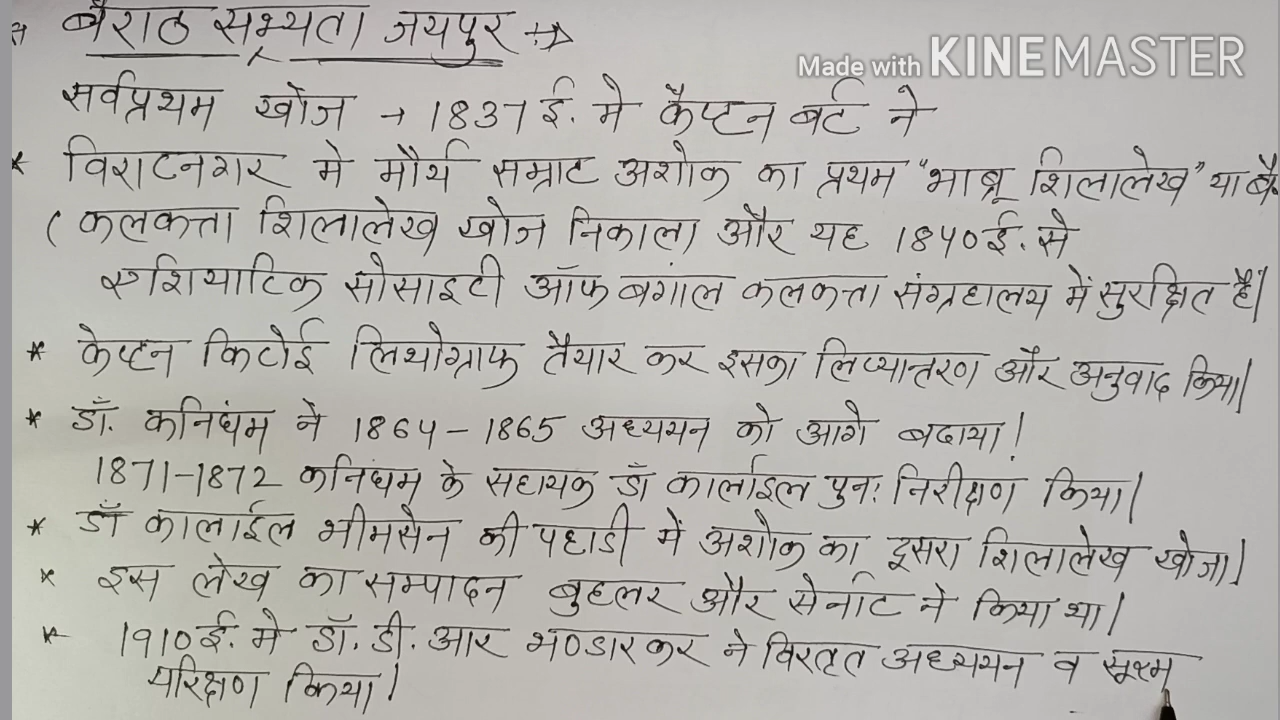 बैराठ सभ्यता जयपुर →
Made with KINEMASTER
सर्वप्रथम खोज → 1837 ई. मे कैप्टन बर्ट ने
* विराटनगर मे मौर्य सम्राट अशोक का प्रथम "भाब्रू शिलालेख" या बै
( कलकत्ता शिलालेख खोज निकाला) और यह 1840 ई. से
एशियाटिक सोसाइटी ऑफ बगांल कलकत्ता संग्रहालय में सुरक्षित है।
* केप्टन किटोई लिथोग्राफ तैयार कर इसका लिप्यान्तरण और अनुवाद किया।
* डॉ. कनिघंम ने 1864-1865 अध्ययन को आगे बढाया।
1871-1872 कनिघंम के सहायक डॉ कार्लाईल पुनः निरीक्षण किया।
* डॉ कार्लाईल भीमसेन की पहाडी में अशोक का दूसरा शिलालेख खोजा।
* इस लेख का सम्पादन बुहलर और सेर्नाट ने किया था।
* 1910 ई. मे डॉ. डी. आर भण्डारकर ने विस्तृत अध्ययन व सूक्ष्म
परिक्षण किया।